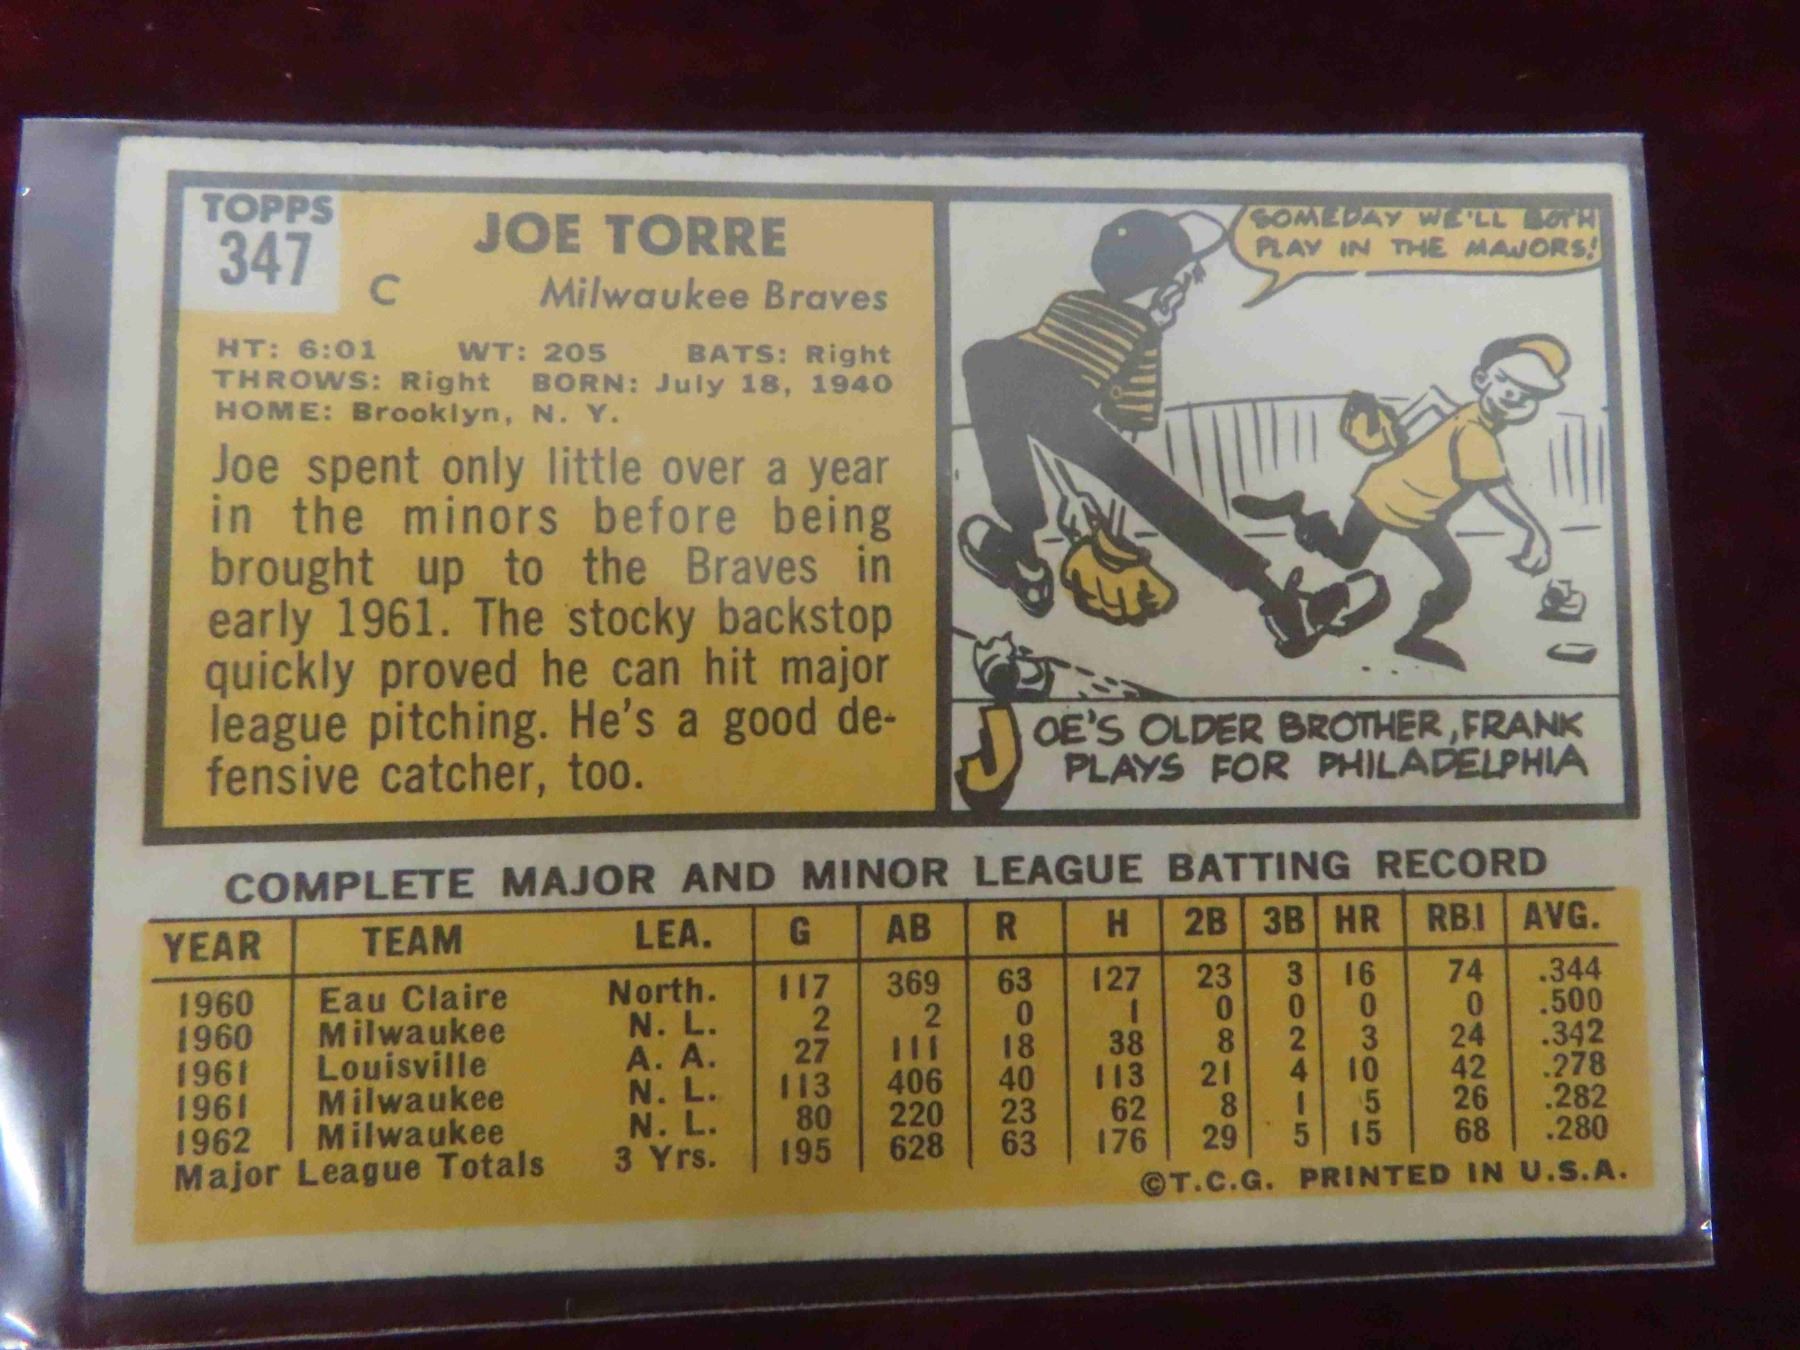 TOPPS
347
JOE TORRE
C Milwaukee Braves
HT: 6:01 WT: 205 BATS: Right
THROWS: Right BORN: July 18, 1940
HOME: Brooklyn, N. Y.
Joe spent only little over a year
in the minors before being
brought up to the Braves in
early 1961. The stocky backstop
quickly proved he can hit major
league pitching. He's a good de-
fensive catcher, too.
SOMEDAY WE'LL BOTH
PLAY IN THE MAJORS!
JOE'S OLDER BROTHER, FRANK
PLAYS FOR PHILADELPHIA
COMPLETE MAJOR AND MINOR LEAGUE BATTING RECORD
YEAR TEAM LEA. G AB R H 2B 3B HR RBI AVG.
1960 Eau Claire North. 117 369 63 127 23 3 16 74 .344
1960 Milwaukee N. L. 2 2 0 1 0 0 0 0 .500
1961 Louisville A. A. 27 111 18 38 8 2 3 24 .342
1961 Milwaukee N. L. 113 406 40 113 21 4 10 42 .278
1962 Milwaukee N. L. 80 220 23 62 8 1 5 26 .282
Major League Totals 3 Yrs. 195 628 63 176 29 5 15 68 .280
©T.C.G. PRINTED IN U.S.A.